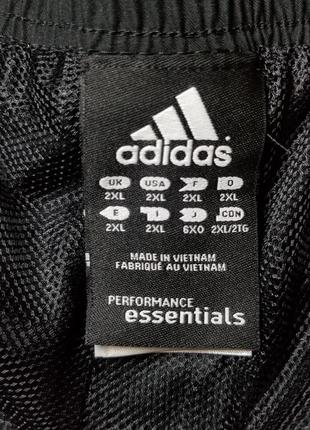 adidas
UK USA F D
2XL 2XL 2XL 2XL
E I J CDN
2XL 2XL 6XO 2XL/2TG
MADE IN VIETNAM
FABRIQUÉ AU VIETNAM
PERFORMANCE
essentials